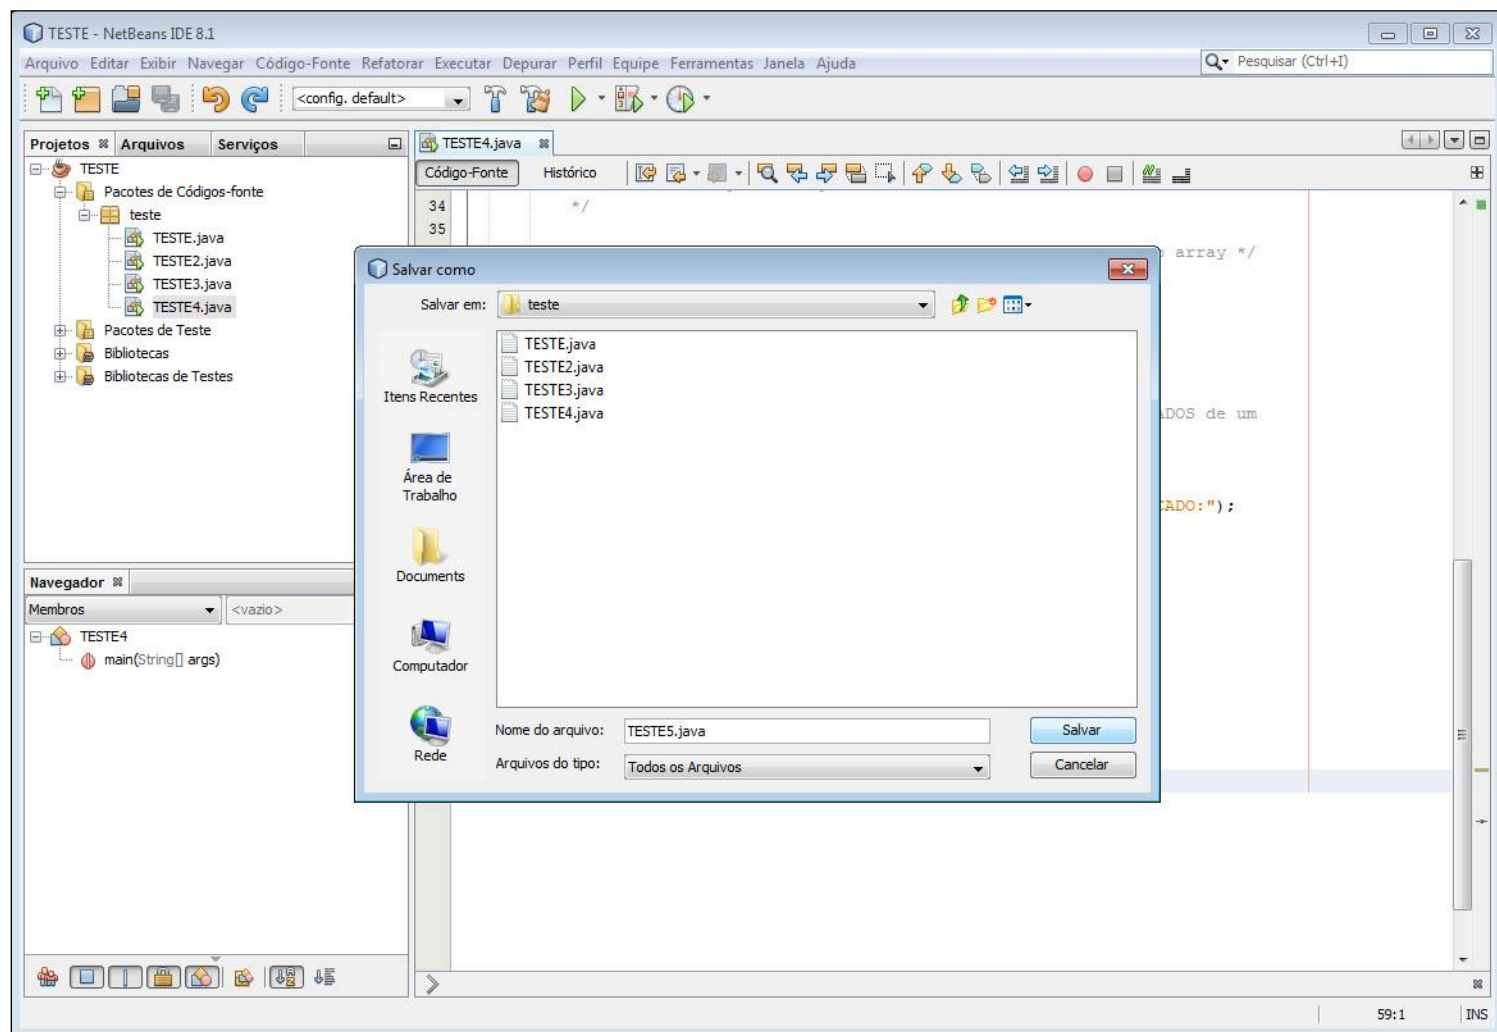 TESTE - NetBeans IDE 8.1
Arquivo Editar Exibir Navegar Código-Fonte Refatorar Executar Depurar Perfil Equipe Ferramentas Janela Ajuda
Pesquisar (Ctrl+I)
<config. default>
Projetos Arquivos Serviços
TESTE
Pacotes de Códigos-fonte
teste
TESTE.java
TESTE2.java
TESTE3.java
TESTE4.java
Pacotes de Teste
Bibliotecas
Bibliotecas de Testes
Navegador
Membros <vazio>
TESTE4
main(String[] args)
TESTE4.java
Código-Fonte Histórico
34 */
35
array */
de um
");
Salvar como
Salvar em: teste
Itens Recentes
Área de
Trabalho
Documents
Computador
Rede
TESTE.java
TESTE2.java
TESTE3.java
TESTE4.java
Nome do arquivo: TESTE5.java Salvar
Arquivos do tipo: Todos os Arquivos Cancelar
59:1 INS